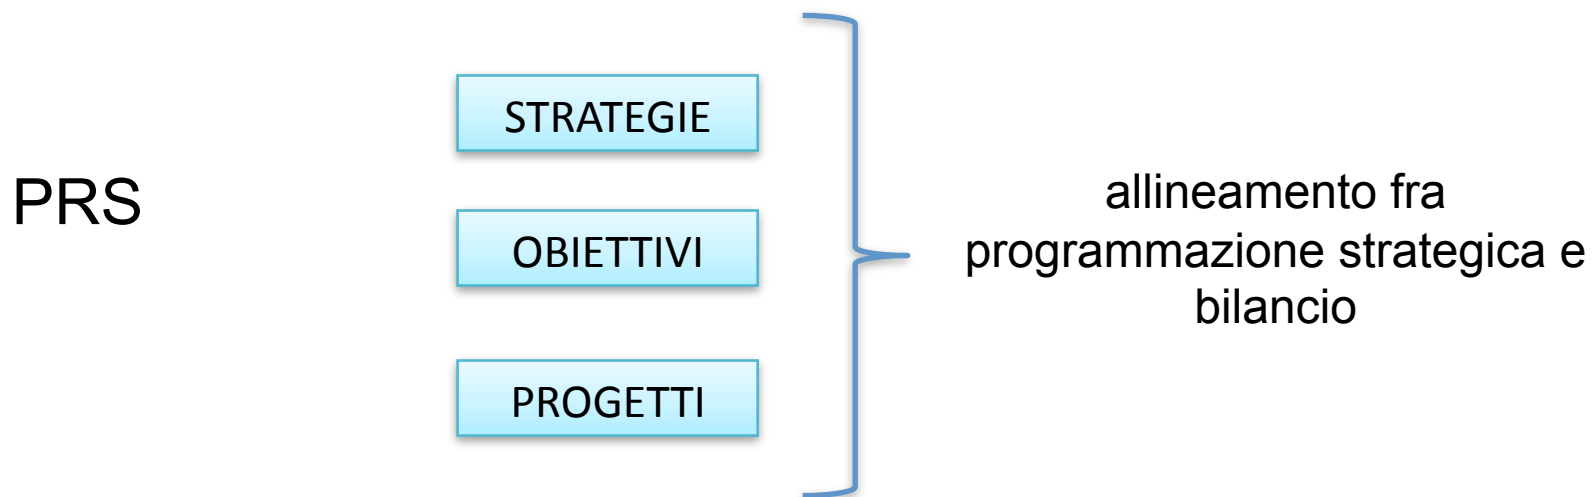 PRS
STRATEGIE
OBIETTIVI
PROGETTI
allineamento fra
programmazione strategica e
bilancio